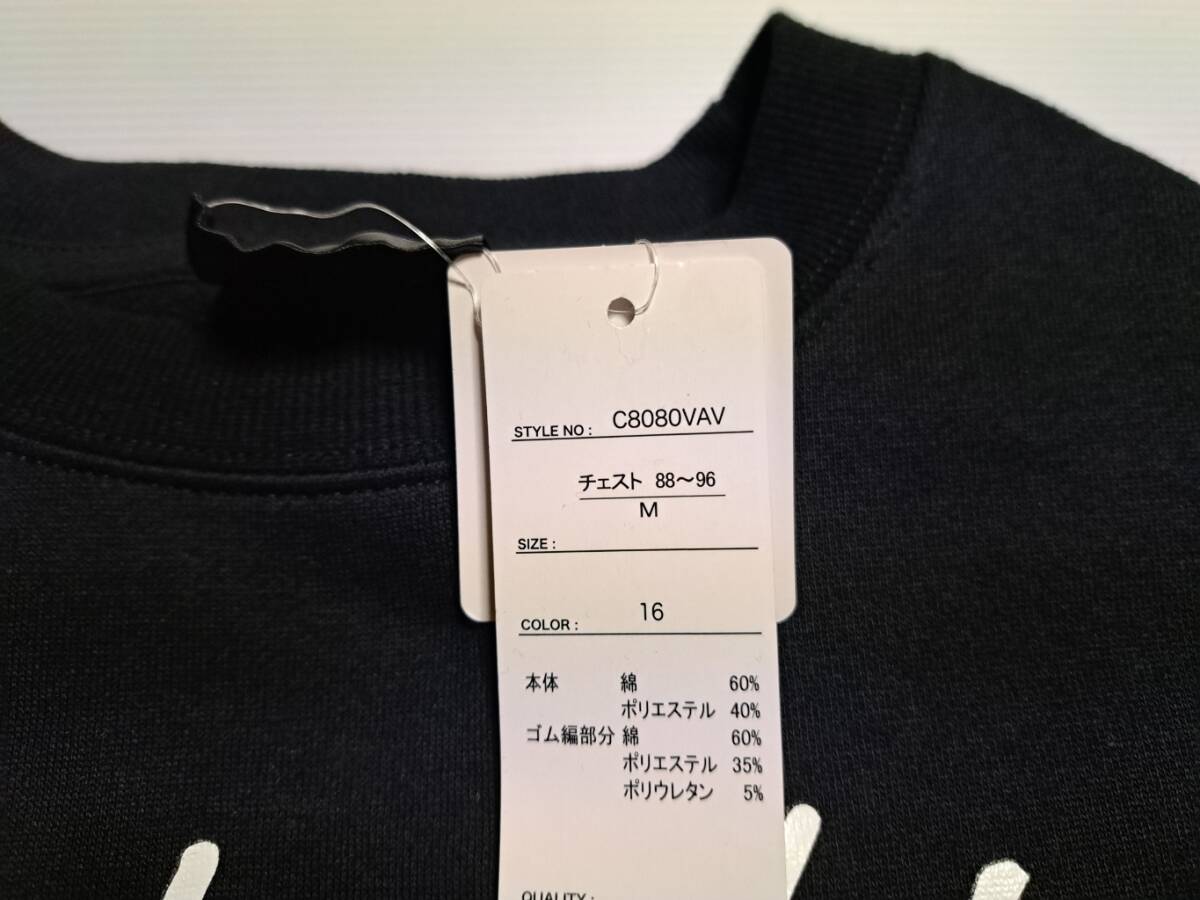 STYLE NO : C8080VAV
チェスト 88～96
M
SIZE :
COLOR : 16
本体 綿 60%
ポリエステル 40%
ゴム編部分 綿 60%
ポリエステル 35%
ポリウレタン 5%
QUALITY :